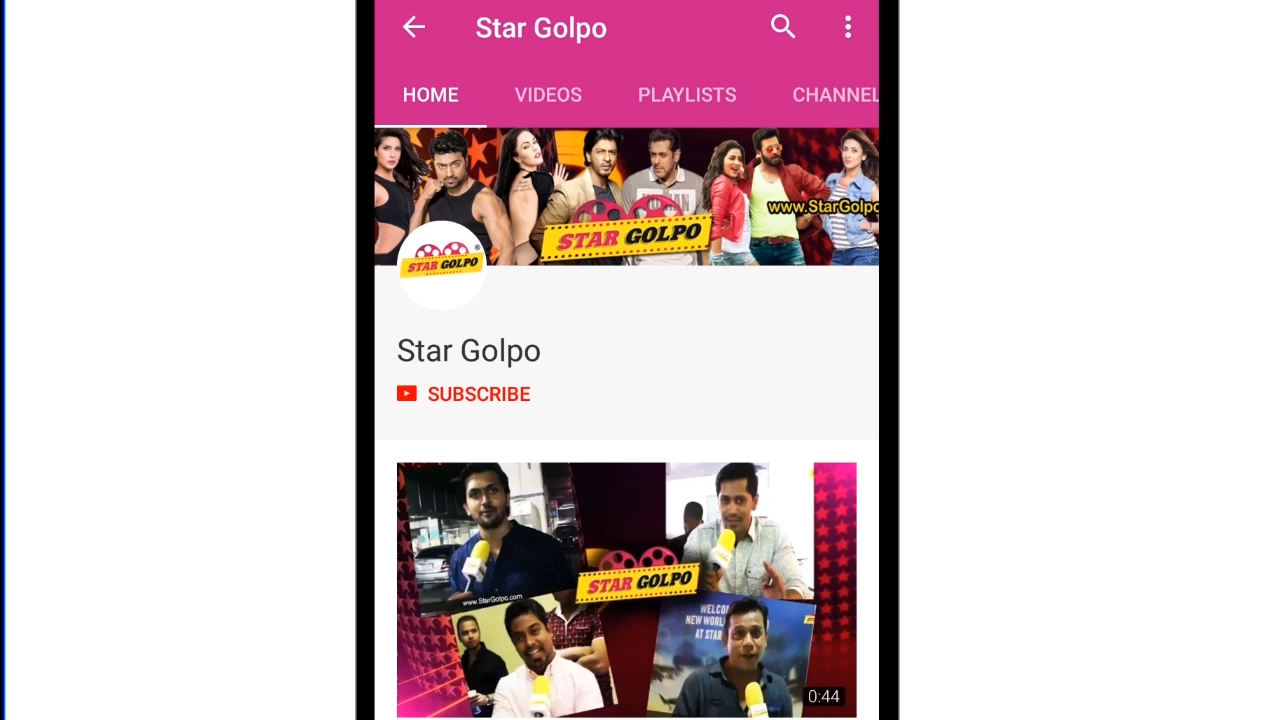 Star Golpo
HOME VIDEOS PLAYLISTS CHANNEL
www.StarGolpo
STAR GOLPO
STAR GOLPO
®
Star Golpo
SUBSCRIBE
STAR GOLPO
www.StarGolpo.com
WELCO
NEW WORL
AT STAR
0:44